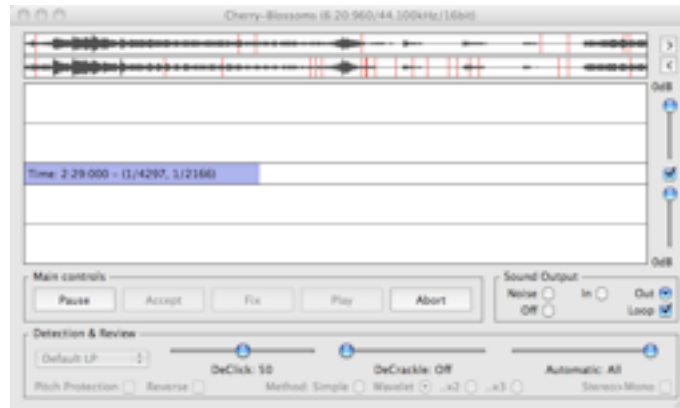 Cherry-Blossoms (6:20.960/44.100kHz/16bit)
>
<
0dB
Time: 2:29.000 - (1/4297, 1/2166)
0dB
Main controls
Pause Accept Fix Play Abort
Sound Output
Noise In Out
Off Loop
Detection & Review
Default LP
DeClick: 50 DeCrackle: Off Automatic: All
Pitch Protection Reverse Method: Simple Wavelet ..x2 ..x3 Stereo>Mono